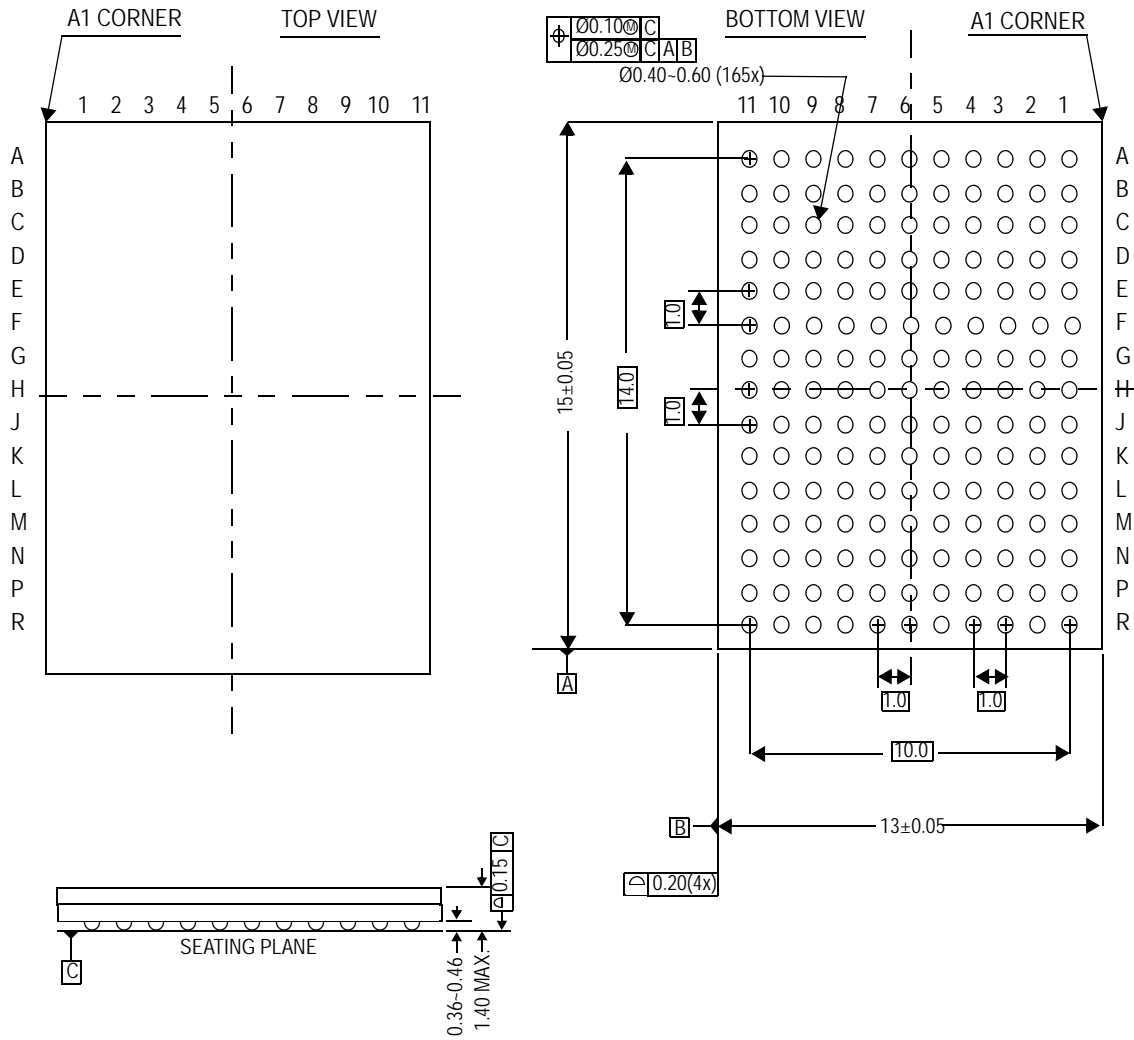 A1 CORNER
TOP VIEW
BOTTOM VIEW
A1 CORNER
Ø0.10Ⓜ C
Ø0.25Ⓜ C A B
Ø0.40~0.60 (165x)
1 2 3 4 5 6 7 8 9 10 11
11 10 9 8 7 6 5 4 3 2 1
A
B
C
D
E
F
G
H
J
K
L
M
N
P
R
A
B
C
D
E
F
G
H
J
K
L
M
N
P
R
15±0.05
14.0
1.0
1.0
A
1.0
1.0
10.0
B
13±0.05
0.20(4x)
0.15 C
SEATING PLANE
C
0.36~0.46
1.40 MAX.